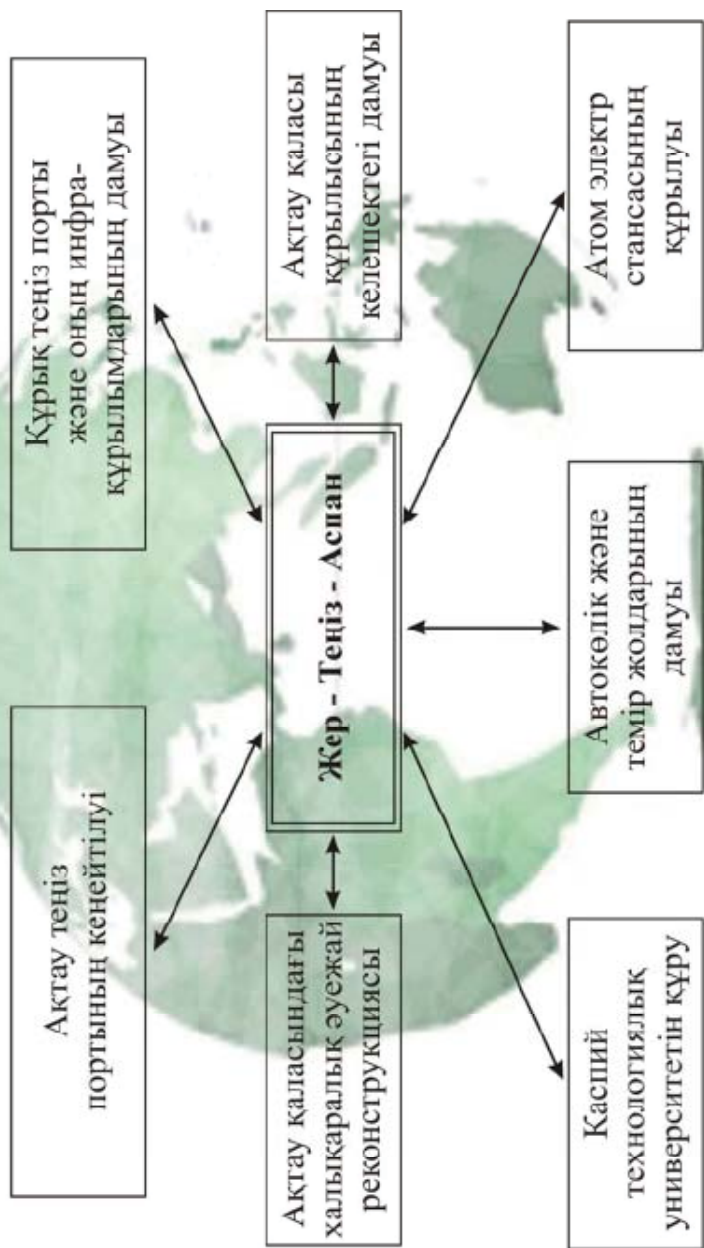 Ақтау теңіз
портының кеңейтілуі
Құрық теңіз порты
және оның инфра-
құрылымдарының дамуы
Ақтау қаласындағы
халықаралық әуежай
реконструкциясы
Жер - Теңіз - Аспан
Ақтау қаласы
құрылысының
келешектегі дамуы
Каспий
технологиялық
университетін құру
Автокөлік және
темір жолдарының
дамуы
Атом электр
стансасының
құрылуы